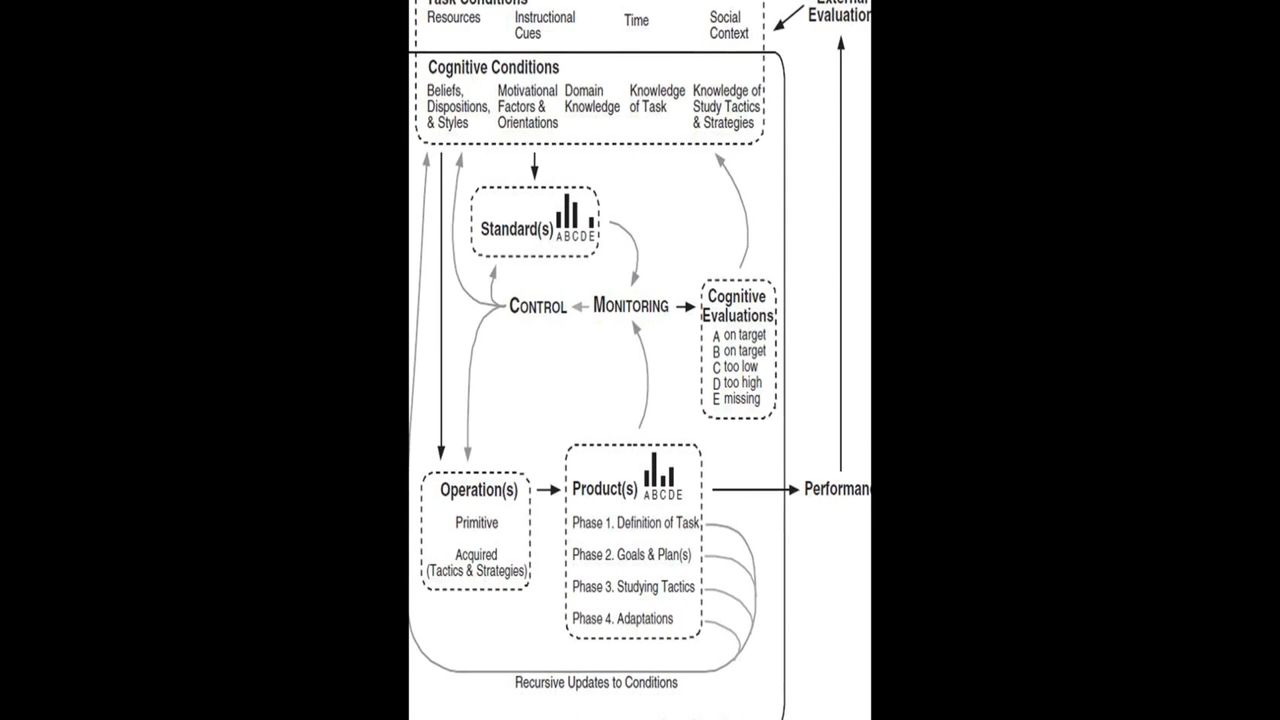 Task Conditions
Resources
Instructional
Cues
Time
Social
Context
External
Evaluation
Cognitive Conditions
Beliefs,
Dispositions,
& Styles
Motivational
Factors &
Orientations
Domain
Knowledge
Knowledge
of Task
Knowledge of
Study Tactics
& Strategies
Standard(s)
ABCDE
CONTROL
MONITORING
Cognitive
Evaluations
A on target
B on target
C too low
D too high
E missing
Operation(s)
Primitive
Acquired
(Tactics & Strategies)
Product(s)
ABCDE
Phase 1. Definition of Task
Phase 2. Goals & Plan(s)
Phase 3. Studying Tactics
Phase 4. Adaptations
Performan
Recursive Updates to Conditions